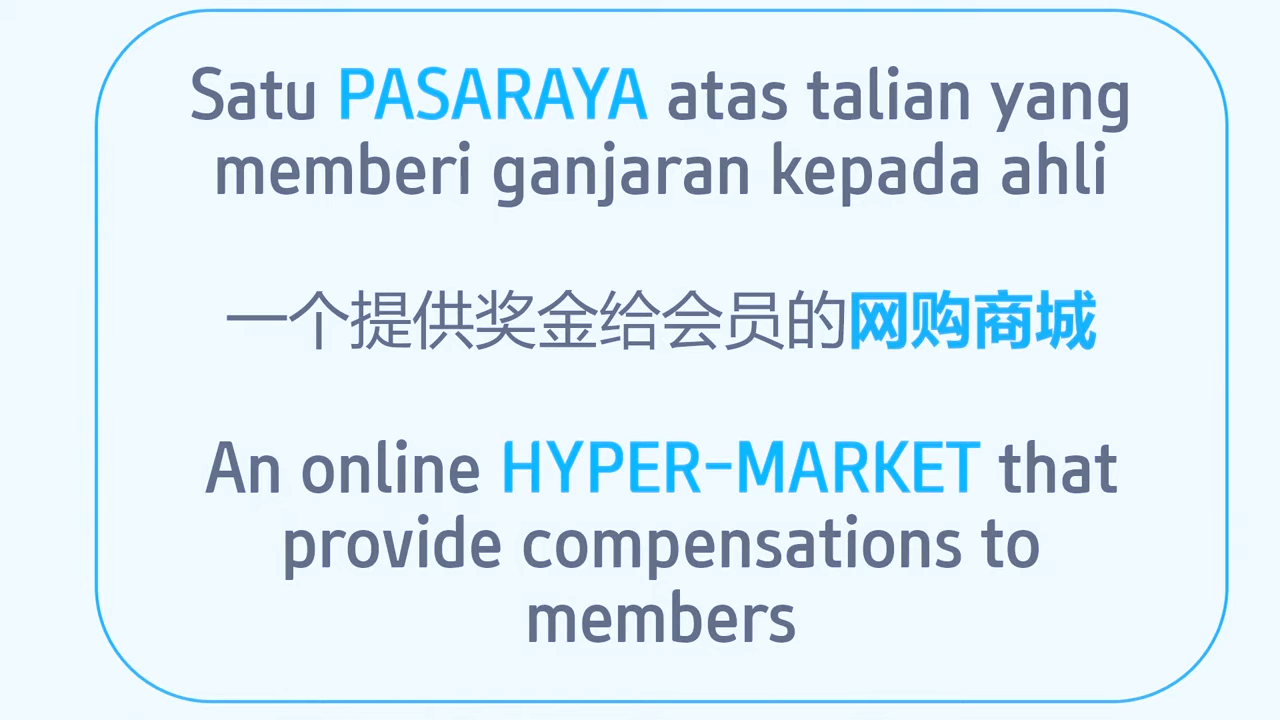 Satu PASARAYA atas talian yang
memberi ganjaran kepada ahli
一个提供奖金给会员的网购商城
An online HYPER-MARKET that
provide compensations to
members